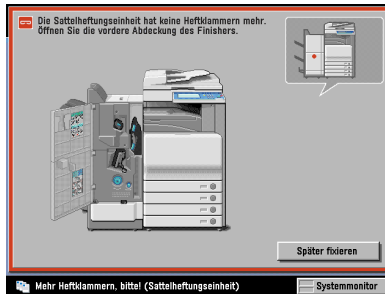 Die Sattelheftungseinheit hat keine Heftklammern mehr.
Öffnen Sie die vordere Abdeckung des Finishers.
Später fixieren
Mehr Heftklammern, bitte! (Sattelheftungseinheit)
Systemmonitor